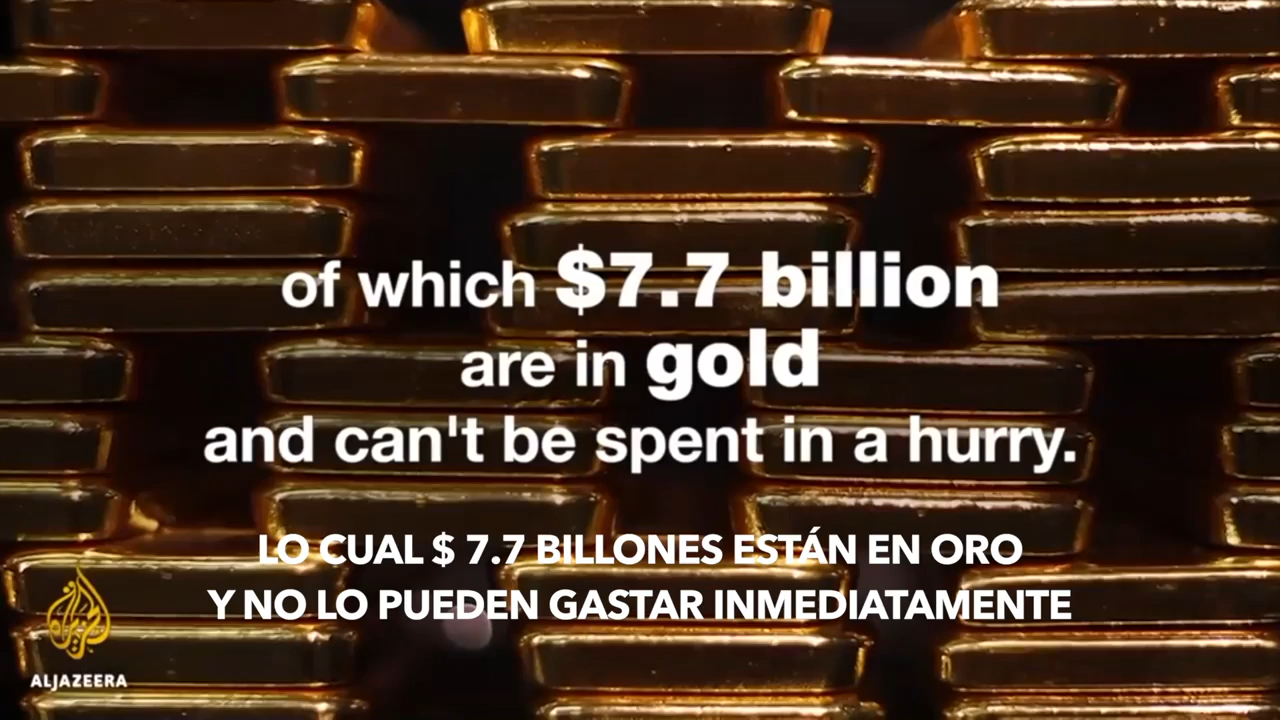 of which $7.7 billion
are in gold
and can't be spent in a hurry.
LO CUAL $ 7.7 BILLONES ESTÁN EN ORO
Y NO LO PUEDEN GASTAR INMEDIATAMENTE
ALJAZEERA